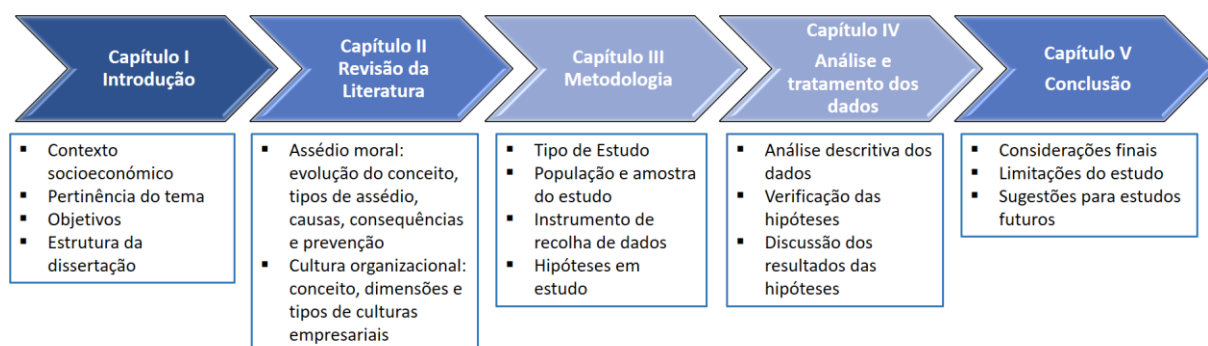 Capítulo I
Introdução
Capítulo II
Revisão da
Literatura
Capítulo III
Metodologia
Capítulo IV
Análise e
tratamento dos
dados
Capítulo V
Conclusão
▪ Contexto
socioeconómico
▪ Pertinência do tema
▪ Objetivos
▪ Estrutura da
dissertação
▪ Assédio moral:
evolução do conceito,
tipos de assédio,
causas, consequências
e prevenção
▪ Cultura organizacional:
conceito, dimensões e
tipos de culturas
empresariais
▪ Tipo de Estudo
▪ População e amostra
do estudo
▪ Instrumento de
recolha de dados
▪ Hipóteses em
estudo
▪ Análise descritiva dos
dados
▪ Verificação das
hipóteses
▪ Discussão dos
resultados das
hipóteses
▪ Considerações finais
▪ Limitações do estudo
▪ Sugestões para estudos
futuros